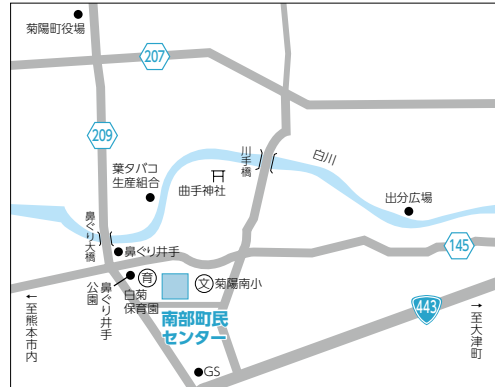 菊陽町役場
207
209
川手橋
白川
葉タバコ
生産組合
曲手神社
出分広場
鼻ぐり大橋
鼻ぐり井手
145
鼻ぐり井手
公園
育
白菊
保育園
文
菊陽南小
南部町民
センター
443
←至熊本市内
→至大津町
GS